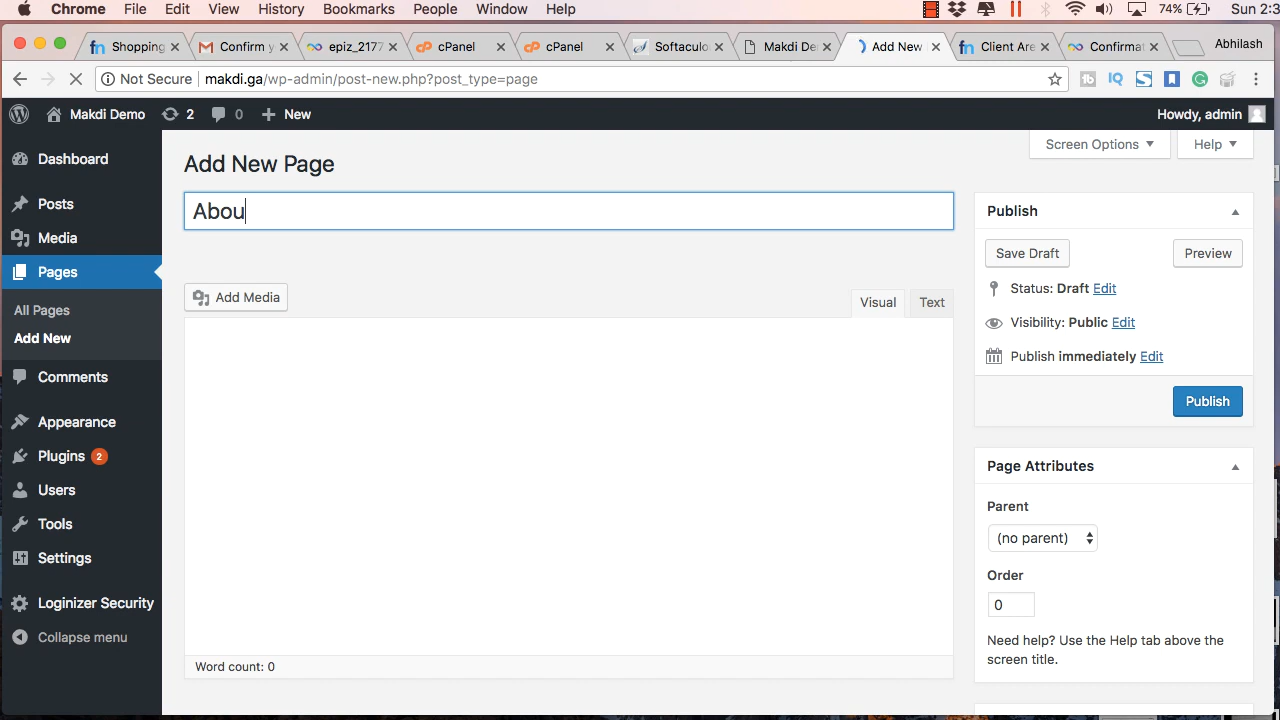 Chrome File Edit View History Bookmarks People Window Help 74% Sun 2:3
Shopping Confirm y epiz_2177 cPanel cPanel Softaculo Makdi De Add New Client Are Confirmat Abhilash
Not Secure makdi.ga/wp-admin/post-new.php?post_type=page
Makdi Demo 2 0 New Howdy, admin
Screen Options Help
Dashboard
Posts
Media
Pages
All Pages
Add New
Comments
Appearance
Plugins 2
Users
Tools
Settings
Loginizer Security
Collapse menu
Add New Page
Abou
Add Media
Visual Text
Word count: 0
Publish
Save Draft Preview
Status: Draft Edit
Visibility: Public Edit
Publish immediately Edit
Publish
Page Attributes
Parent
(no parent)
Order
0
Need help? Use the Help tab above the
screen title.